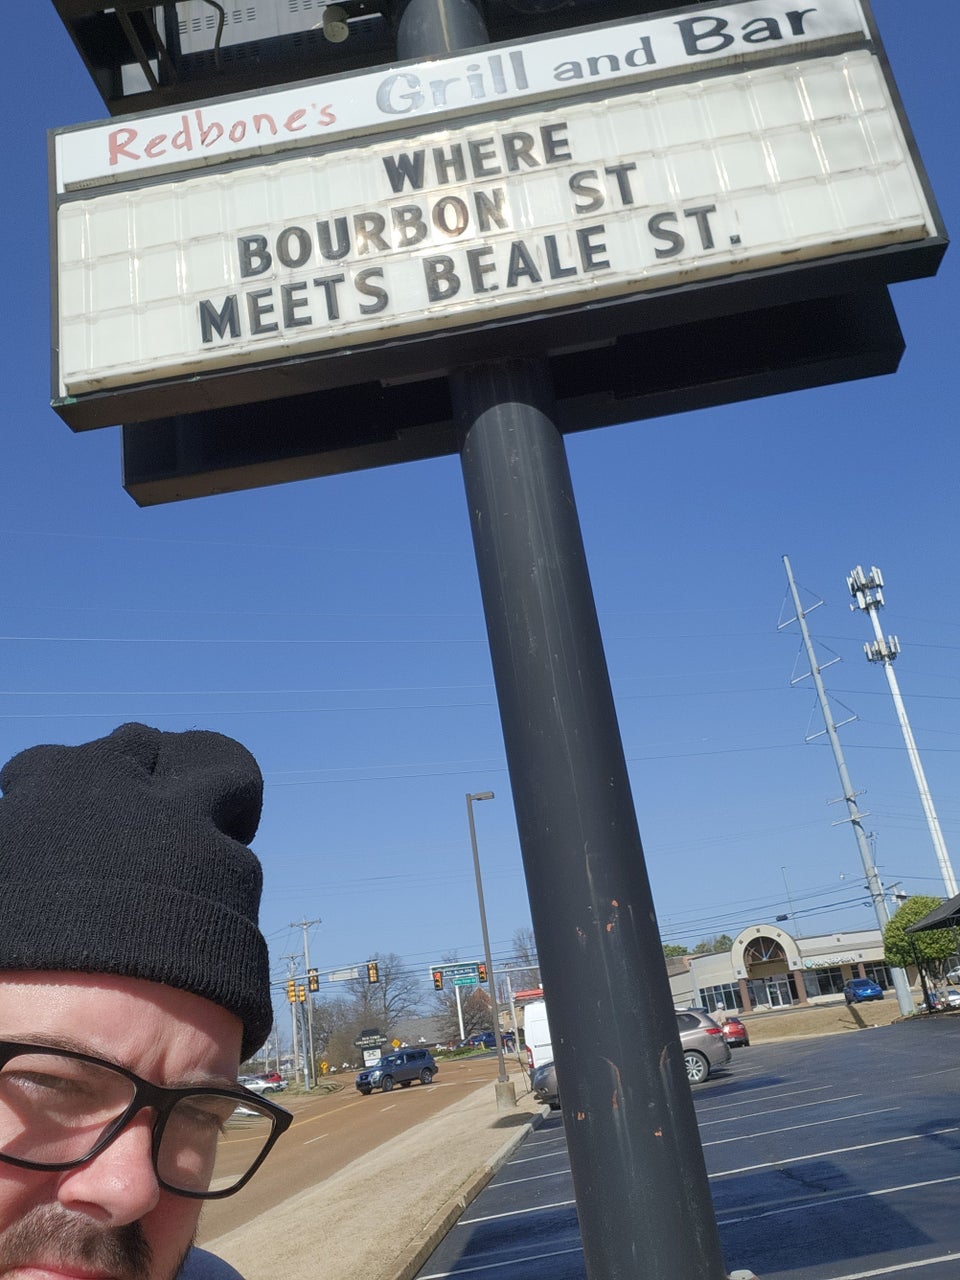 Redbone's Grill and Bar
WHERE
BOURBON ST
MEETS BEALE ST.